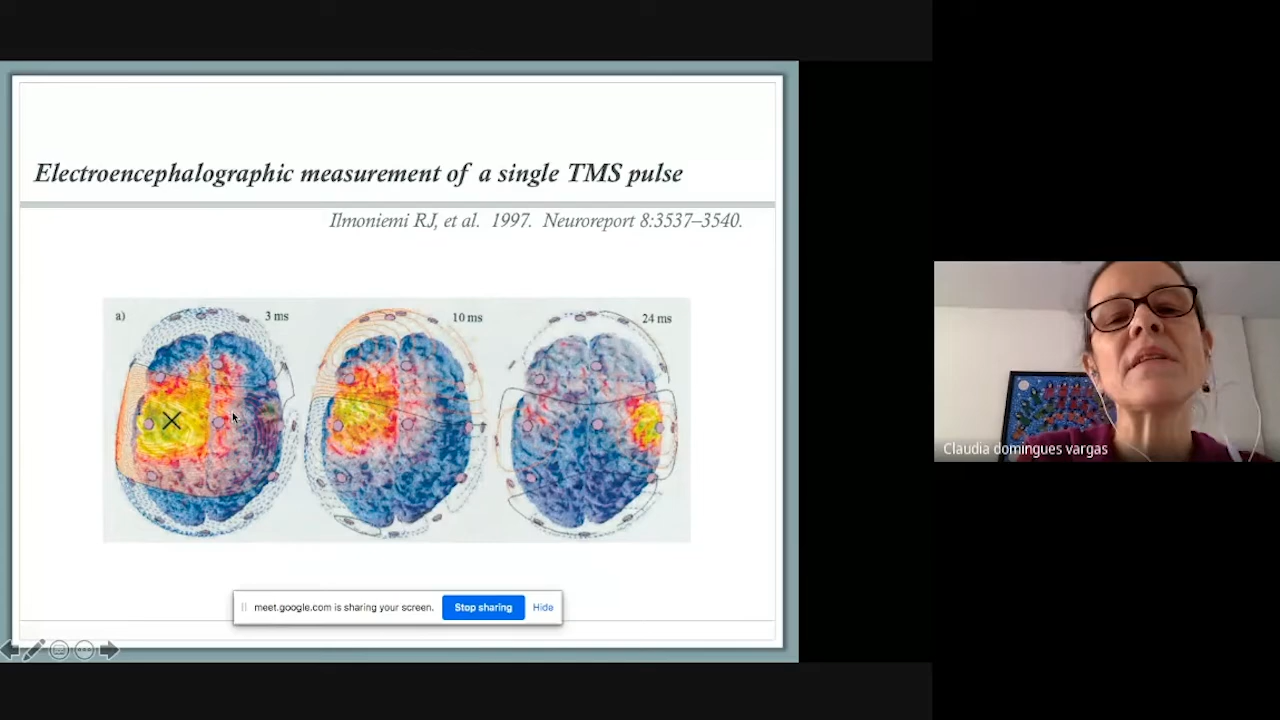 Electroencephalographic measurement of a single TMS pulse
Ilmoniemi RJ, et al. 1997. Neuroreport 8:3537–3540.
a)
3 ms
10 ms
24 ms
meet.google.com is sharing your screen. Stop sharing Hide
Claudia domingues vargas